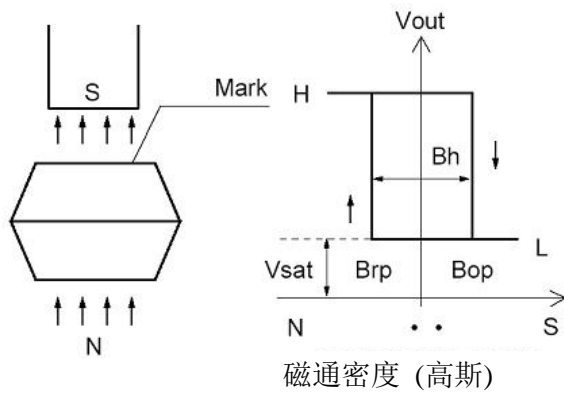 Vout
S
Mark
H
Bh
L
Vsat
Brp
Bop
N
N
S
磁通密度 (高斯)